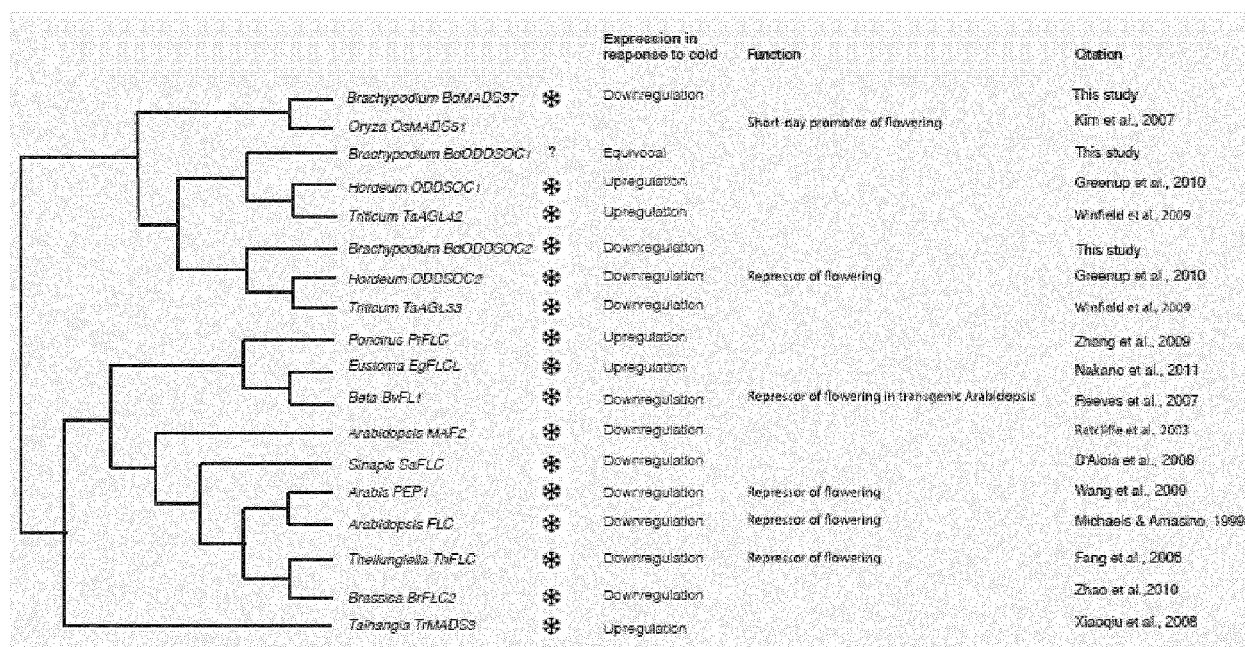 Expression in
response to cold Function Citation
Brachypodium BdMADS37 Downregulation This study
Oryza OsMADS51 Short-day promotor of flowering Kim et al., 2007
Brachypodium BdODDSOC1 ? Equivocal This study
Hordeum ODDSOC1 Upregulation Greenup et al., 2010
Triticum TaAGL42 Upregulation Winfield et al., 2009
Brachypodium BdODDSOC2 Downregulation This study
Hordeum ODDSOC2 Downregulation Repressor of flowering Greenup et al., 2010
Triticum TaAGL33 Downregulation Winfield et al., 2009
Poncirus PtFLC Upregulation Zhang et al., 2009
Eustoma EgFLCL Upregulation Nakano et al., 2011
Beta BvFL1 Downregulation Repressor of flowering in transgenic Arabidopsis Reeves et al., 2007
Arabidopsis MAF2 Downregulation Ratcliffe et al., 2003
Sinapis SaFLC Downregulation D'Aloia et al., 2008
Arabis PEP1 Downregulation Repressor of flowering Wang et al., 2009
Arabidopsis FLC Downregulation Repressor of flowering Michaels & Amasino, 1999
Thellungiella ThFLC Downregulation Repressor of flowering Fang et al., 2006
Brassica BrFLC2 Downregulation Zhao et al., 2010
Taihangia TrMADS3 Upregulation Xiaoqiu et al., 2008